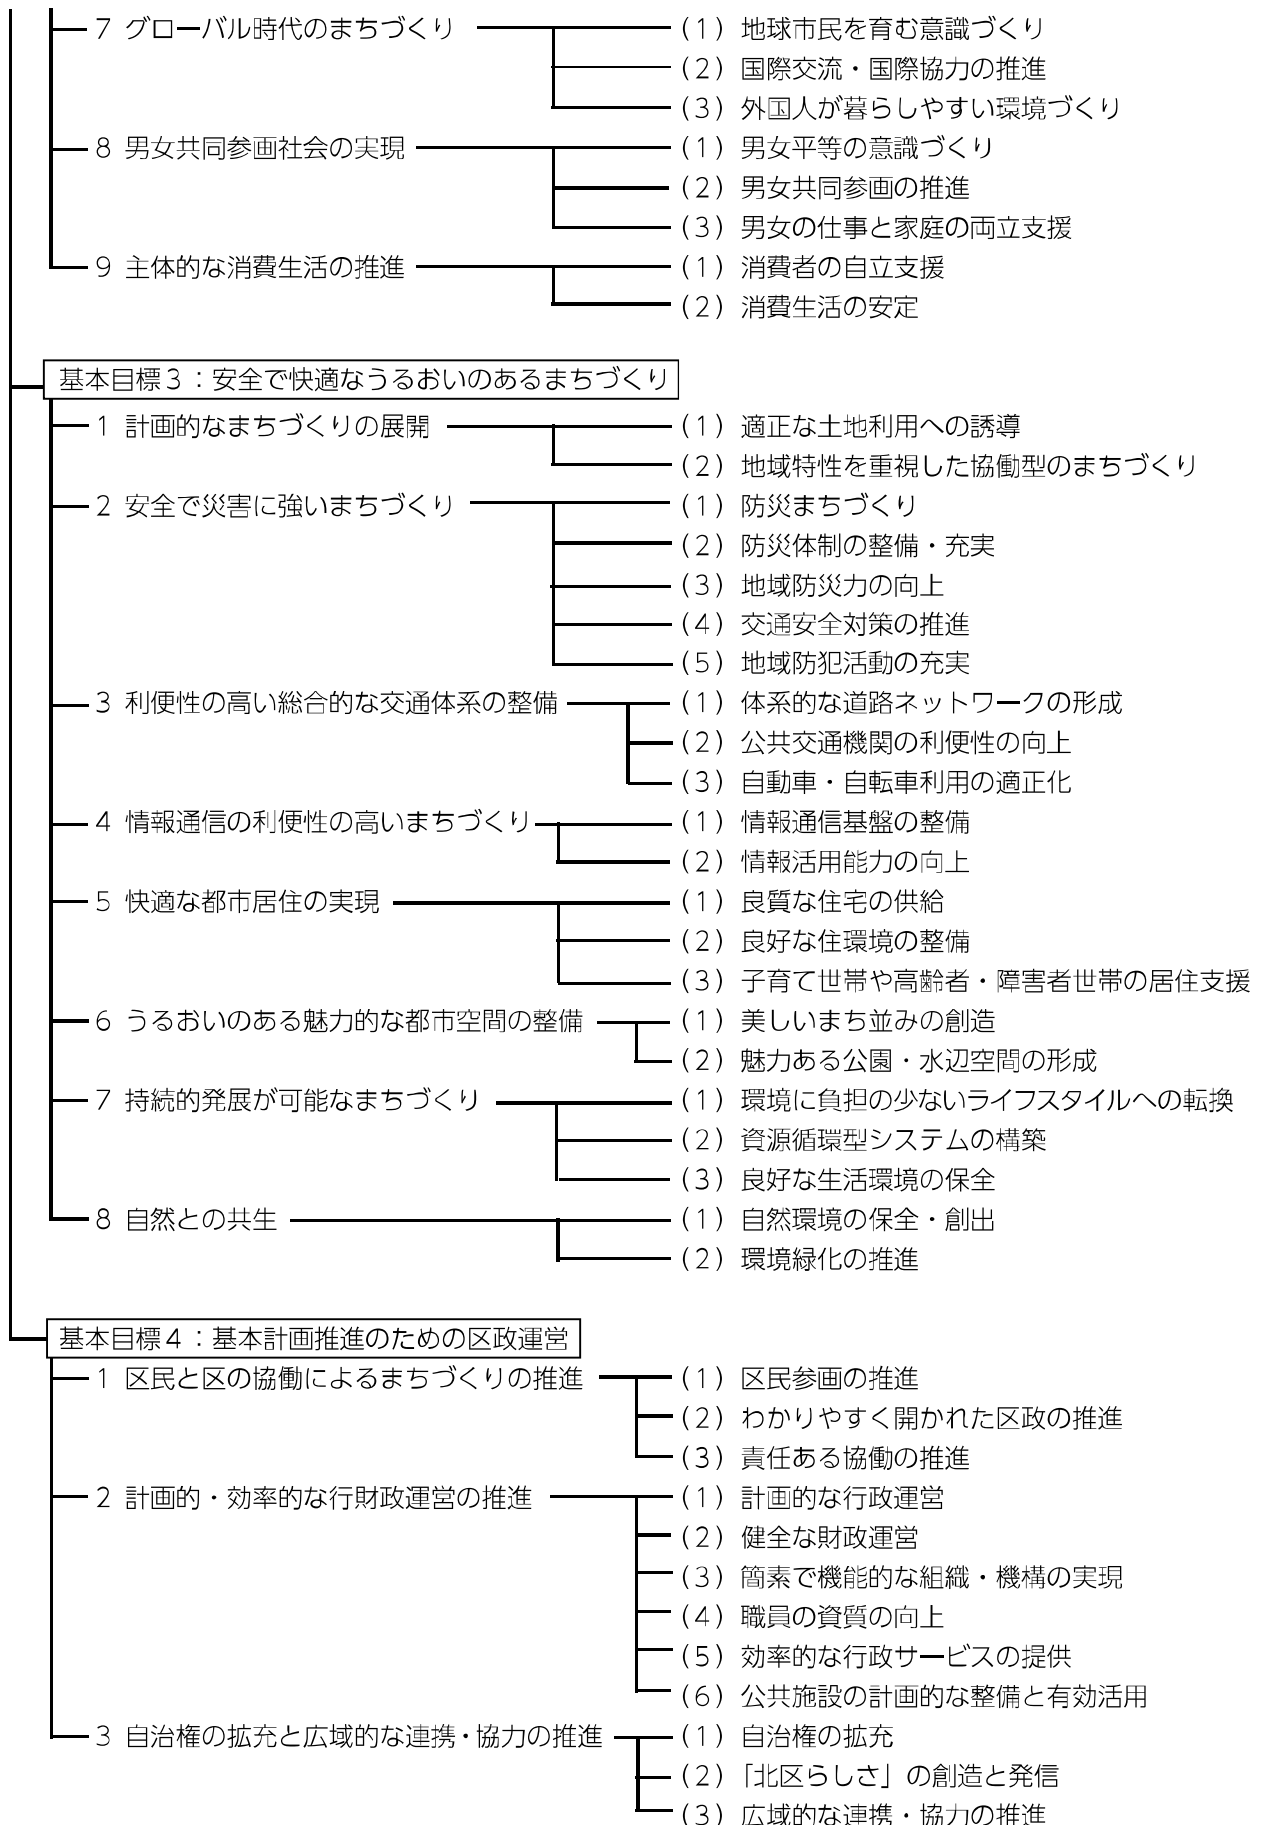 7 グローバル時代のまちづくり (1) 地球市民を育む意識づくり
(2) 国際交流・国際協力の推進
(3) 外国人が暮らしやすい環境づくり
8 男女共同参画社会の実現 (1) 男女平等の意識づくり
(2) 男女共同参画の推進
(3) 男女の仕事と家庭の両立支援
9 主体的な消費生活の推進 (1) 消費者の自立支援
(2) 消費生活の安定
基本目標3：安全で快適なうるおいのあるまちづくり
1 計画的なまちづくりの展開 (1) 適正な土地利用への誘導
(2) 地域特性を重視した協働型のまちづくり
2 安全で災害に強いまちづくり (1) 防災まちづくり
(2) 防災体制の整備・充実
(3) 地域防災力の向上
(4) 交通安全対策の推進
(5) 地域防犯活動の充実
3 利便性の高い総合的な交通体系の整備 (1) 体系的な道路ネットワークの形成
(2) 公共交通機関の利便性の向上
(3) 自動車・自転車利用の適正化
4 情報通信の利便性の高いまちづくり (1) 情報通信基盤の整備
(2) 情報活用能力の向上
5 快適な都市居住の実現 (1) 良質な住宅の供給
(2) 良好な住環境の整備
(3) 子育て世帯や高齢者・障害者世帯の居住支援
6 うるおいのある魅力的な都市空間の整備 (1) 美しいまち並みの創造
(2) 魅力ある公園・水辺空間の形成
7 持続的発展が可能なまちづくり (1) 環境に負担の少ないライフスタイルへの転換
(2) 資源循環型システムの構築
(3) 良好な生活環境の保全
8 自然との共生 (1) 自然環境の保全・創出
(2) 環境緑化の推進
基本目標4：基本計画推進のための区政運営
1 区民と区の協働によるまちづくりの推進 (1) 区民参画の推進
(2) わかりやすく開かれた区政の推進
(3) 責任ある協働の推進
2 計画的・効率的な行財政運営の推進 (1) 計画的な行政運営
(2) 健全な財政運営
(3) 簡素で機能的な組織・機構の実現
(4) 職員の資質の向上
(5) 効率的な行政サービスの提供
(6) 公共施設の計画的な整備と有効活用
3 自治権の拡充と広域的な連携・協力の推進 (1) 自治権の拡充
(2)「北区らしさ」の創造と発信
(3) 広域的な連携・協力の推進